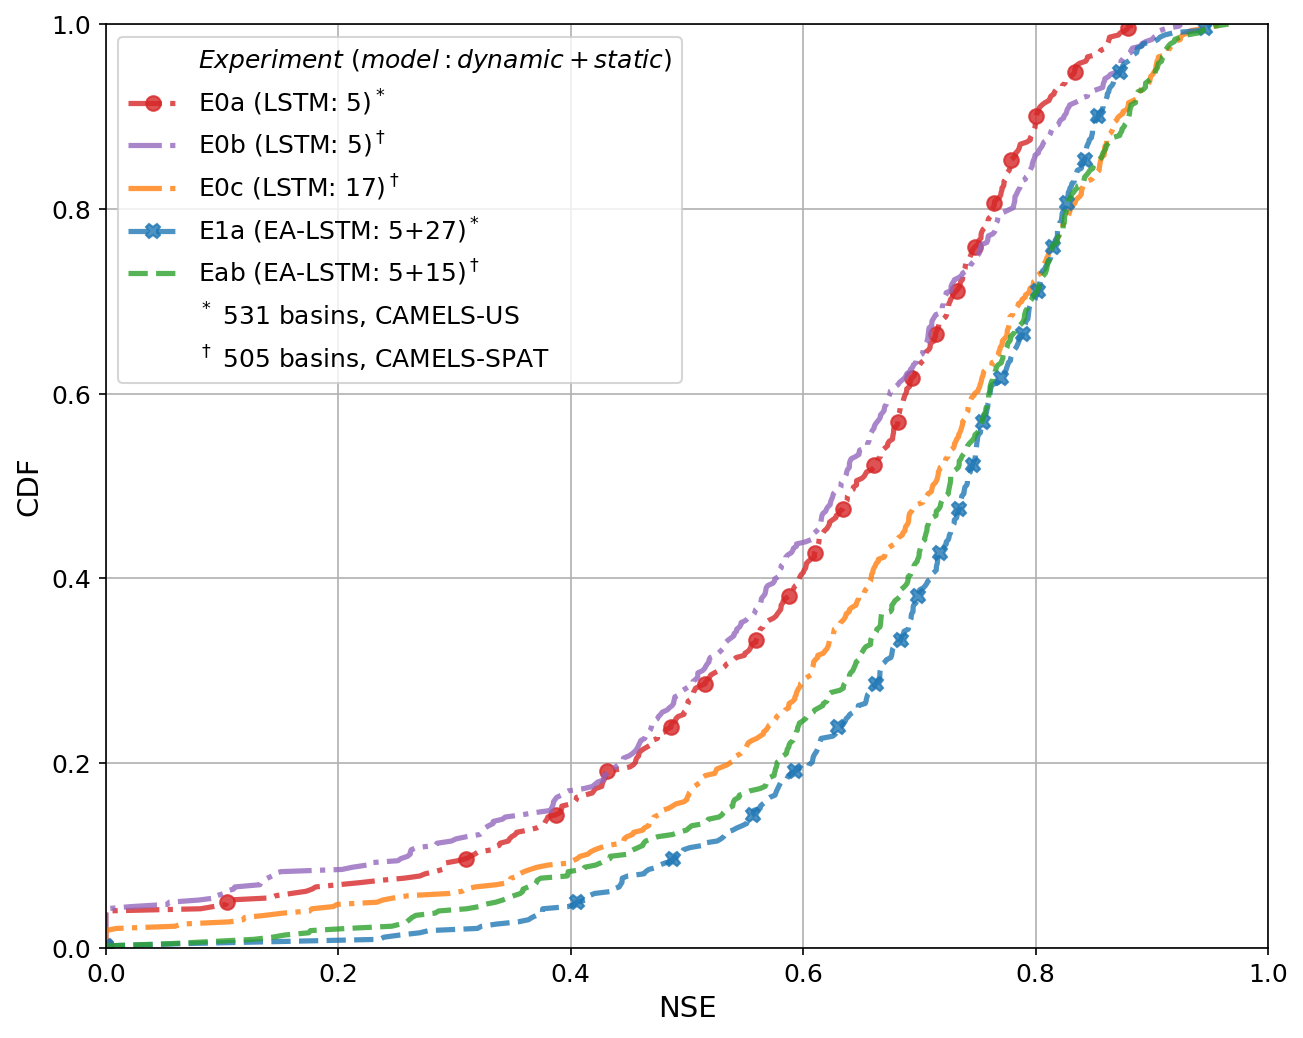 1.0
0.8
0.6
0.4
0.2
0.0
CDF
Experiment (model: dynamic + static)
E0a (LSTM: 5)*
E0b (LSTM: 5)†
E0c (LSTM: 17)†
E1a (EA-LSTM: 5+27)*
Eab (EA-LSTM: 5+15)†
* 531 basins, CAMELS-US
† 505 basins, CAMELS-SPAT
0.0 0.2 0.4 0.6 0.8 1.0
NSE